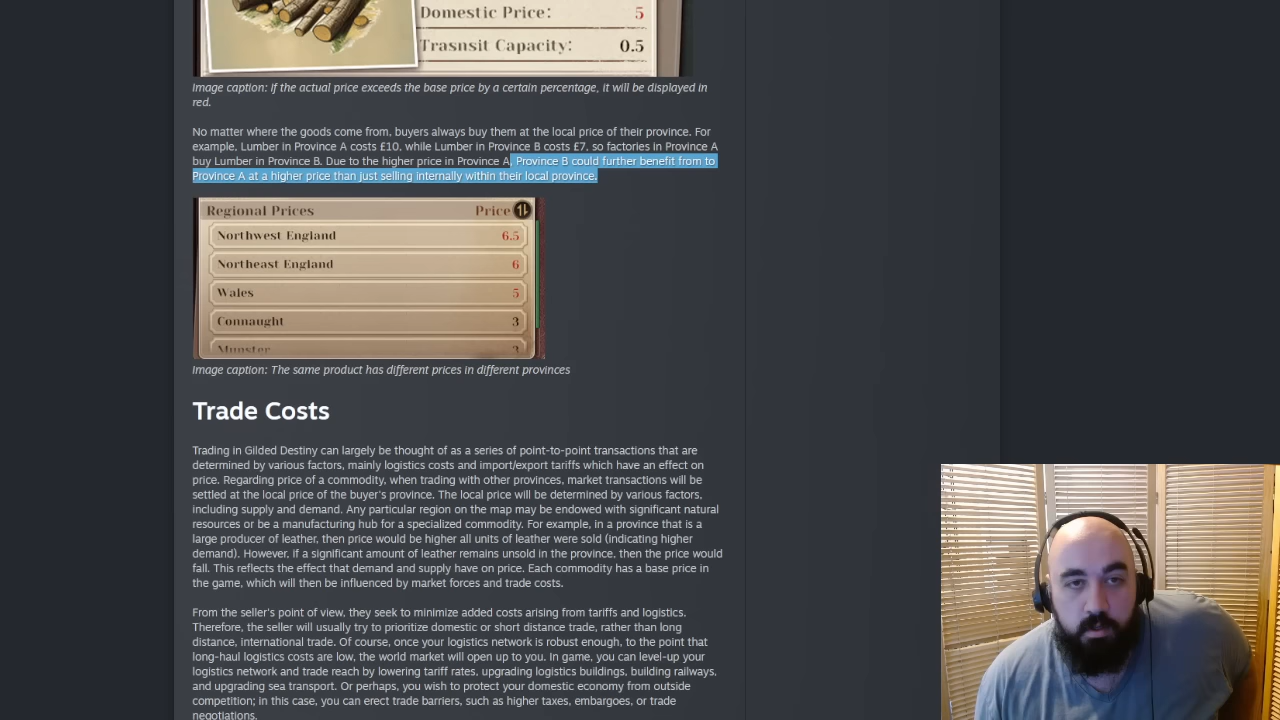 Domestic Price: 5
Trasnsit Capacity: 0.5
Image caption: if the actual price exceeds the base price by a certain percentage, it will be displayed in
red.
No matter where the goods come from, buyers always buy them at the local price of their province. For
example, Lumber in Province A costs £10, while Lumber in Province B costs £7, so factories in Province A
buy Lumber in Province B. Due to the higher price in Province A, Province B could further benefit from to
Province A at a higher price than just selling internally within their local province.
Regional Prices Price
Northwest England 6.5
Northeast England 6
Wales 5
Connaught 3
Munster 3
Image caption: The same product has different prices in different provinces
Trade Costs
Trading in Gilded Destiny can largely be thought of as a series of point-to-point transactions that are
determined by various factors, mainly logistics costs and import/export tariffs which have an effect on
price. Regarding price of a commodity, when trading with other provinces, market transactions will be
settled at the local price of the buyer's province. The local price will be determined by various factors,
including supply and demand. Any particular region on the map may be endowed with significant natural
resources or be a manufacturing hub for a specialized commodity. For example, in a province that is a
large producer of leather, then price would be higher all units of leather were sold (indicating higher
demand). However, if a significant amount of leather remains unsold in the province, then the price would
fall. This reflects the effect that demand and supply have on price. Each commodity has a base price in
the game, which will then be influenced by market forces and trade costs.
From the seller's point of view, they seek to minimize added costs arising from tariffs and logistics.
Therefore, the seller will usually try to prioritize domestic or short distance trade, rather than long
distance, international trade. Of course, once your logistics network is robust enough, to the point that
long-haul logistics costs are low, the world market will open up to you. In game, you can level-up your
logistics network and trade reach by lowering tariff rates, upgrading logistics buildings, building railways,
and upgrading sea transport. Or perhaps, you wish to protect your domestic economy from outside
competition; in this case, you can erect trade barriers, such as higher taxes, embargoes, or trade
negotiations.